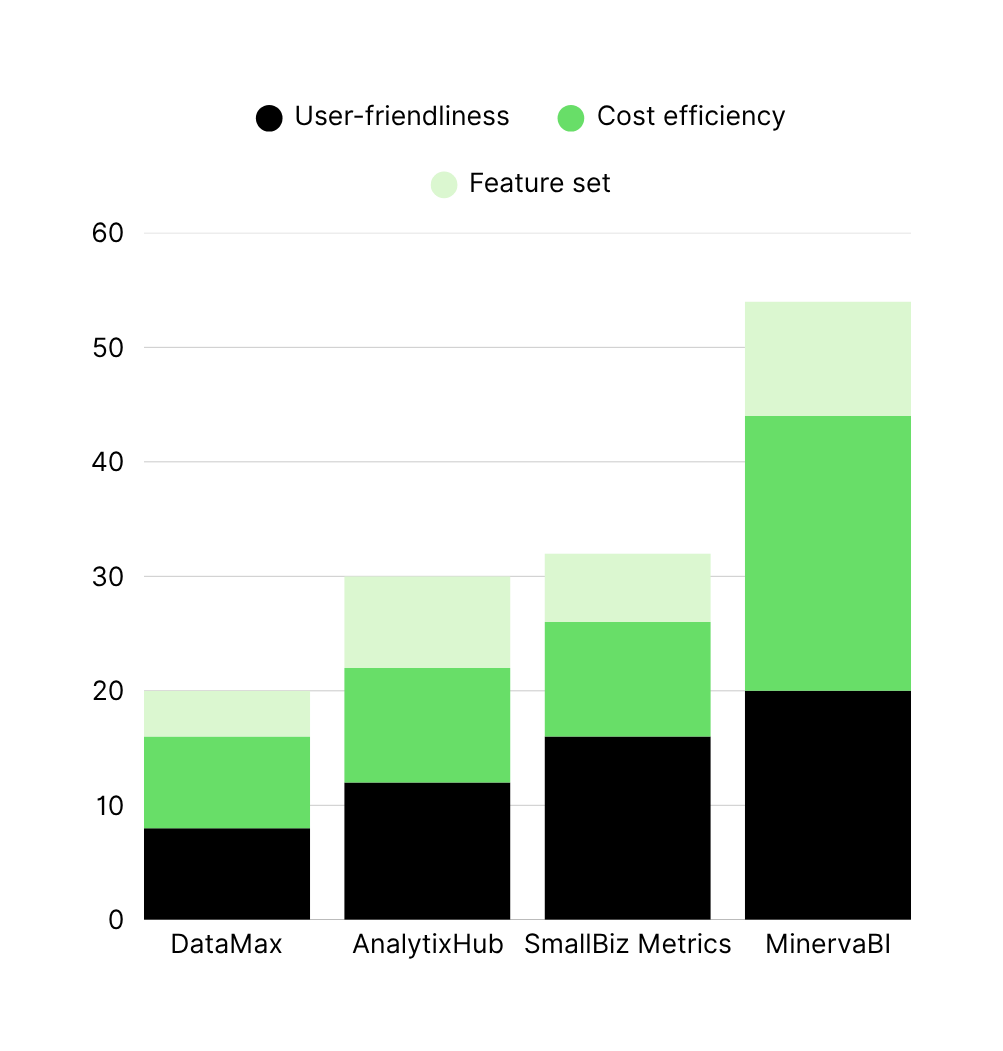 User-friendliness Cost efficiency
Feature set
60
50
40
30
20
10
0
DataMax AnalytixHub SmallBiz Metrics MinervaBI